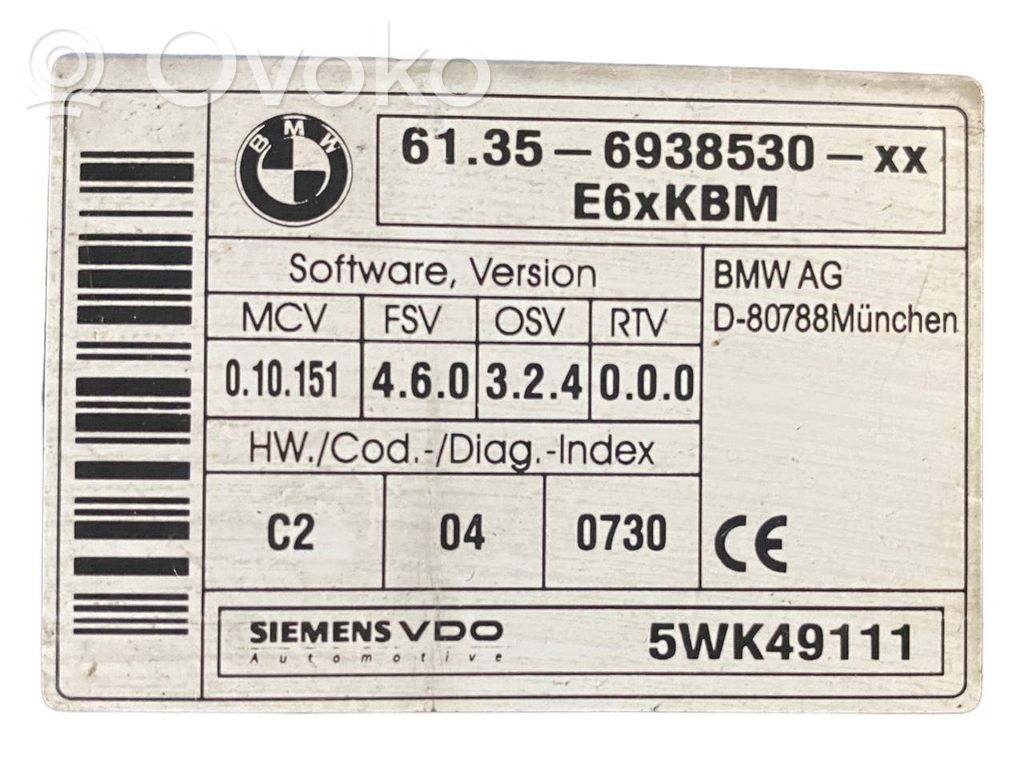 Ovoko
BMW
61.35-6938530-xx
E6xKBM
Software, Version
MCV FSV OSV RTV
0.10.151 4.6.0 3.2.4 0.0.0
HW./Cod.-/Diag.-Index
C2 04 0730
BMW AG
D-80788München
CE
SIEMENS VDO
Automotive
5WK49111